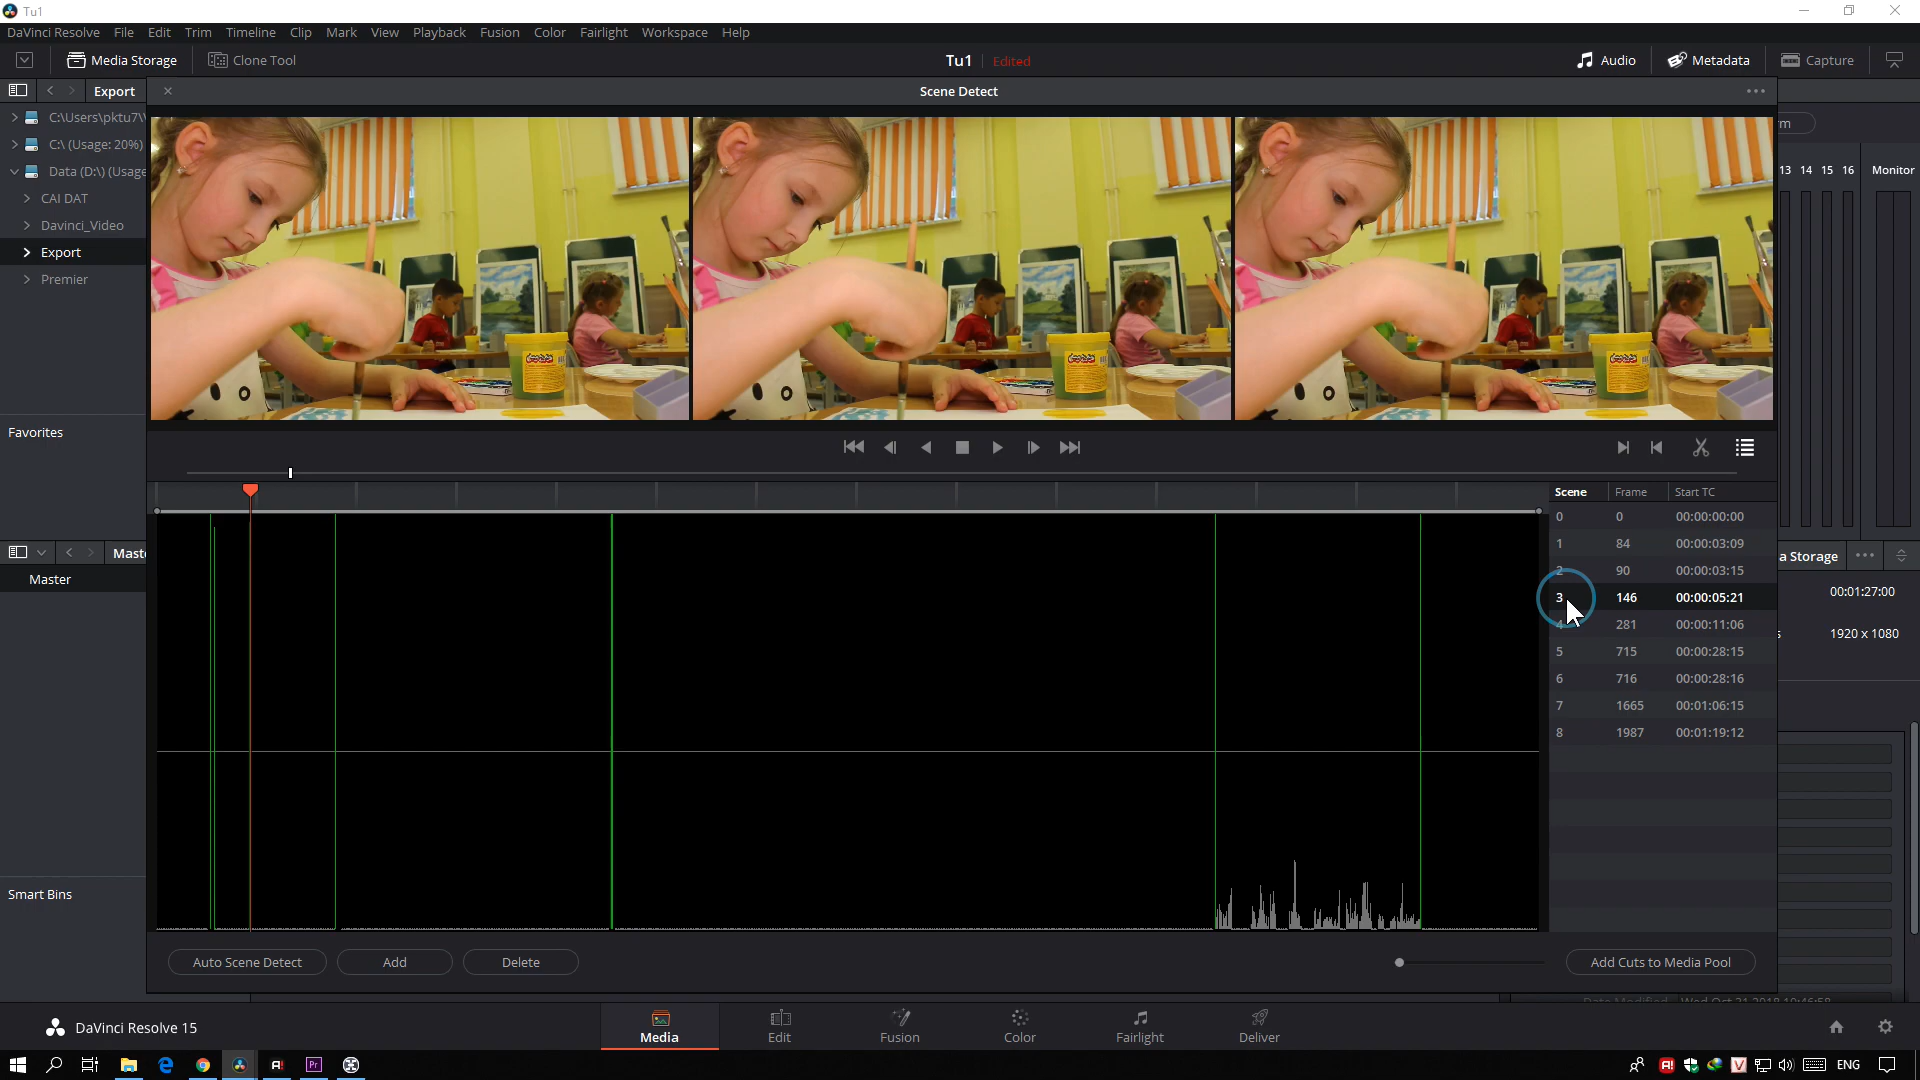 Tu1
DaVinci Resolve File Edit Trim Timeline Clip Mark View Playback Fusion Color Fairlight Workspace Help
Media Storage Clone Tool Tu1 Edited Audio Metadata Capture
Export Scene Detect
C:\Users\pktu7\
C:\ (Usage: 20%)
Data (D:\) (Usage
CAI DAT
Davinci_Video
Export
Premier
13 14 15 16 Monitor
Favorites
Scene Frame Start TC
0 0 00:00:00:00
1 84 00:00:03:09
2 90 00:00:03:15
3 146 00:00:05:21
4 281 00:00:11:06
5 715 00:00:28:15
6 716 00:00:28:16
7 1665 00:01:06:15
8 1987 00:01:19:12
Mast
Master
a Storage
00:01:27:00
1920 x 1080
Smart Bins
Auto Scene Detect Add Delete Add Cuts to Media Pool
DaVinci Resolve 15
Media Edit Fusion Color Fairlight Deliver
ENG